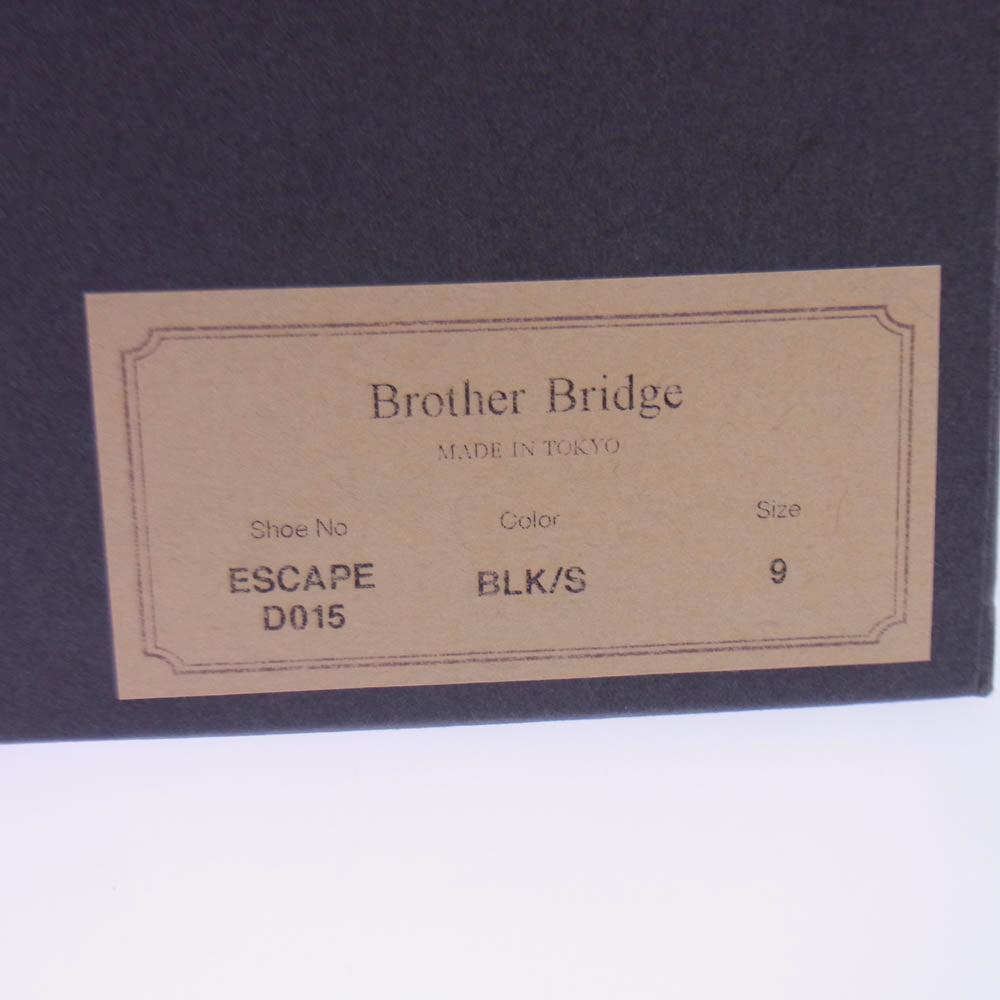 Brother Bridge
MADE IN TOKYO
Shoe No Color Size
ESCAPE BLK/S 9
D015